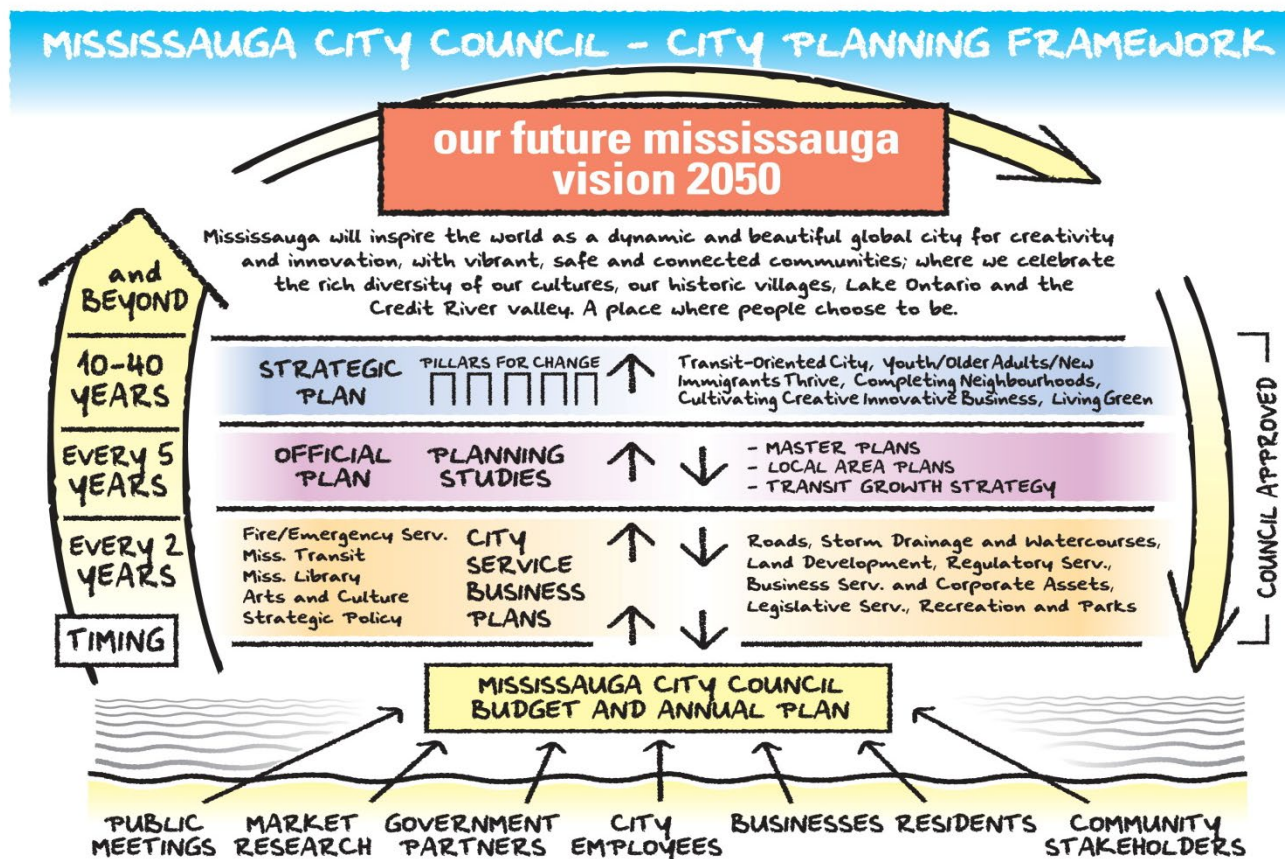 MISSISSAUGA CITY COUNCIL – CITY PLANNING FRAMEWORK
our future mississauga
vision 2050
Mississauga will inspire the world as a dynamic and beautiful global city for creativity
and innovation, with vibrant, safe and connected communities; where we celebrate
the rich diversity of our cultures, our historic villages, Lake Ontario and the
Credit River valley. A place where people choose to be.
and
BEYOND
10-40
YEARS
STRATEGIC
PLAN
PILLARS FOR CHANGE
Transit-Oriented City, Youth/Older Adults/New
Immigrants Thrive, Completing Neighbourhoods,
Cultivating Creative Innovative Business, Living Green
EVERY 5
YEARS
OFFICIAL
PLAN
PLANNING
STUDIES
- MASTER PLANS
- LOCAL AREA PLANS
- TRANSIT GROWTH STRATEGY
EVERY 2
YEARS
Fire/Emergency Serv.
Miss. Transit
Miss. Library
Arts and Culture
Strategic Policy
CITY
SERVICE
BUSINESS
PLANS
Roads, Storm Drainage and Watercourses,
Land Development, Regulatory Serv.,
Business Serv. and Corporate Assets,
Legislative Serv., Recreation and Parks
TIMING
COUNCIL APPROVED
MISSISSAUGA CITY COUNCIL
BUDGET AND ANNUAL PLAN
PUBLIC
MEETINGS
MARKET
RESEARCH
GOVERNMENT
PARTNERS
CITY
EMPLOYEES
BUSINESSES
RESIDENTS
COMMUNITY
STAKEHOLDERS